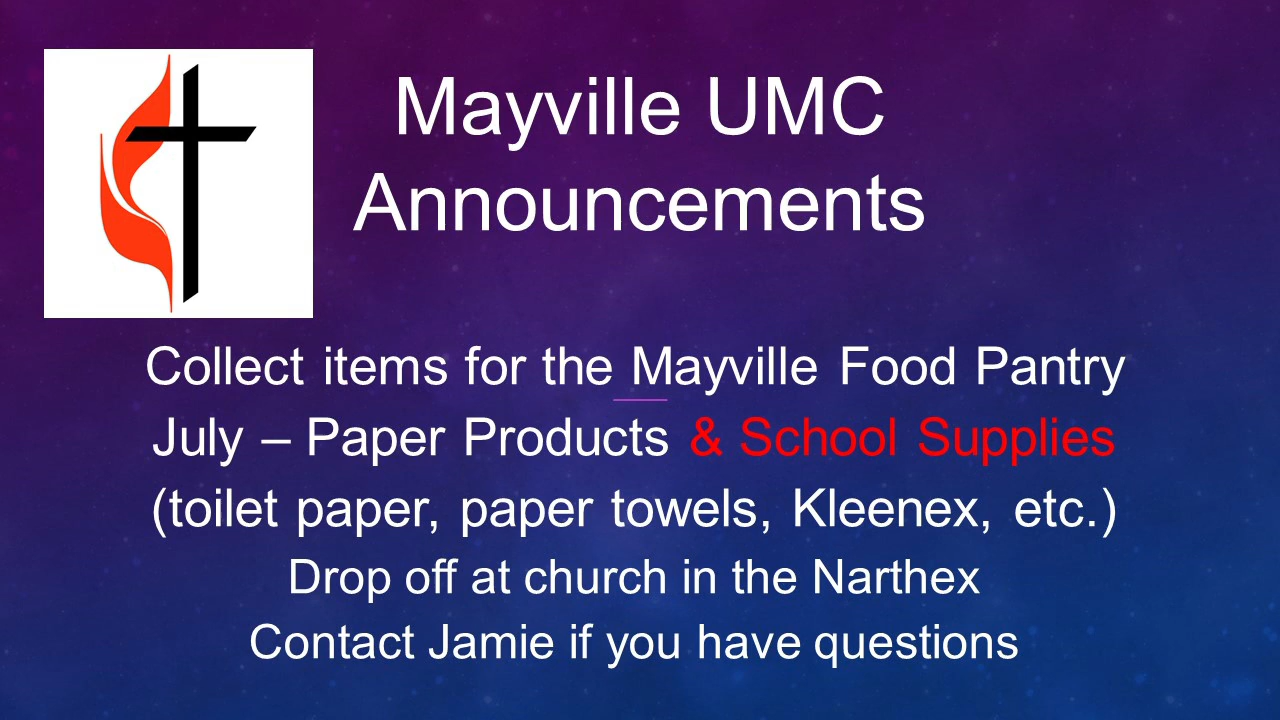 Mayville UMC
Announcements
Collect items for the Mayville Food Pantry
July – Paper Products & School Supplies
(toilet paper, paper towels, Kleenex, etc.)
Drop off at church in the Narthex
Contact Jamie if you have questions